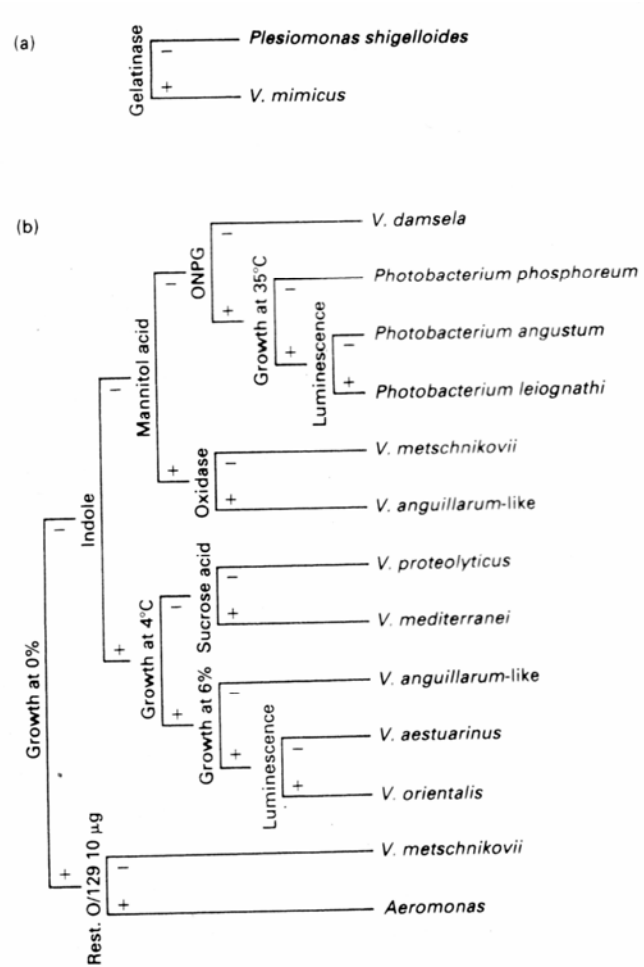 (a)
Gelatinase
−
Plesiomonas shigelloides
+
V. mimicus
(b)
Growth at 0%
−
Indole
−
Mannitol acid
−
ONPG
−
V. damsela
+
Growth at 35°C
−
Photobacterium phosphoreum
+
Luminescence
−
Photobacterium angustum
+
Photobacterium leiognathi
+
Oxidase
−
V. metschnikovii
+
V. anguillarum-like
+
Growth at 4°C
−
Sucrose acid
−
V. proteolyticus
+
V. mediterranei
+
Growth at 6%
−
V. anguillarum-like
+
Luminescence
−
V. aestuarinus
+
V. orientalis
+
Rest. O/129 10 µg
−
V. metschnikovii
+
Aeromonas